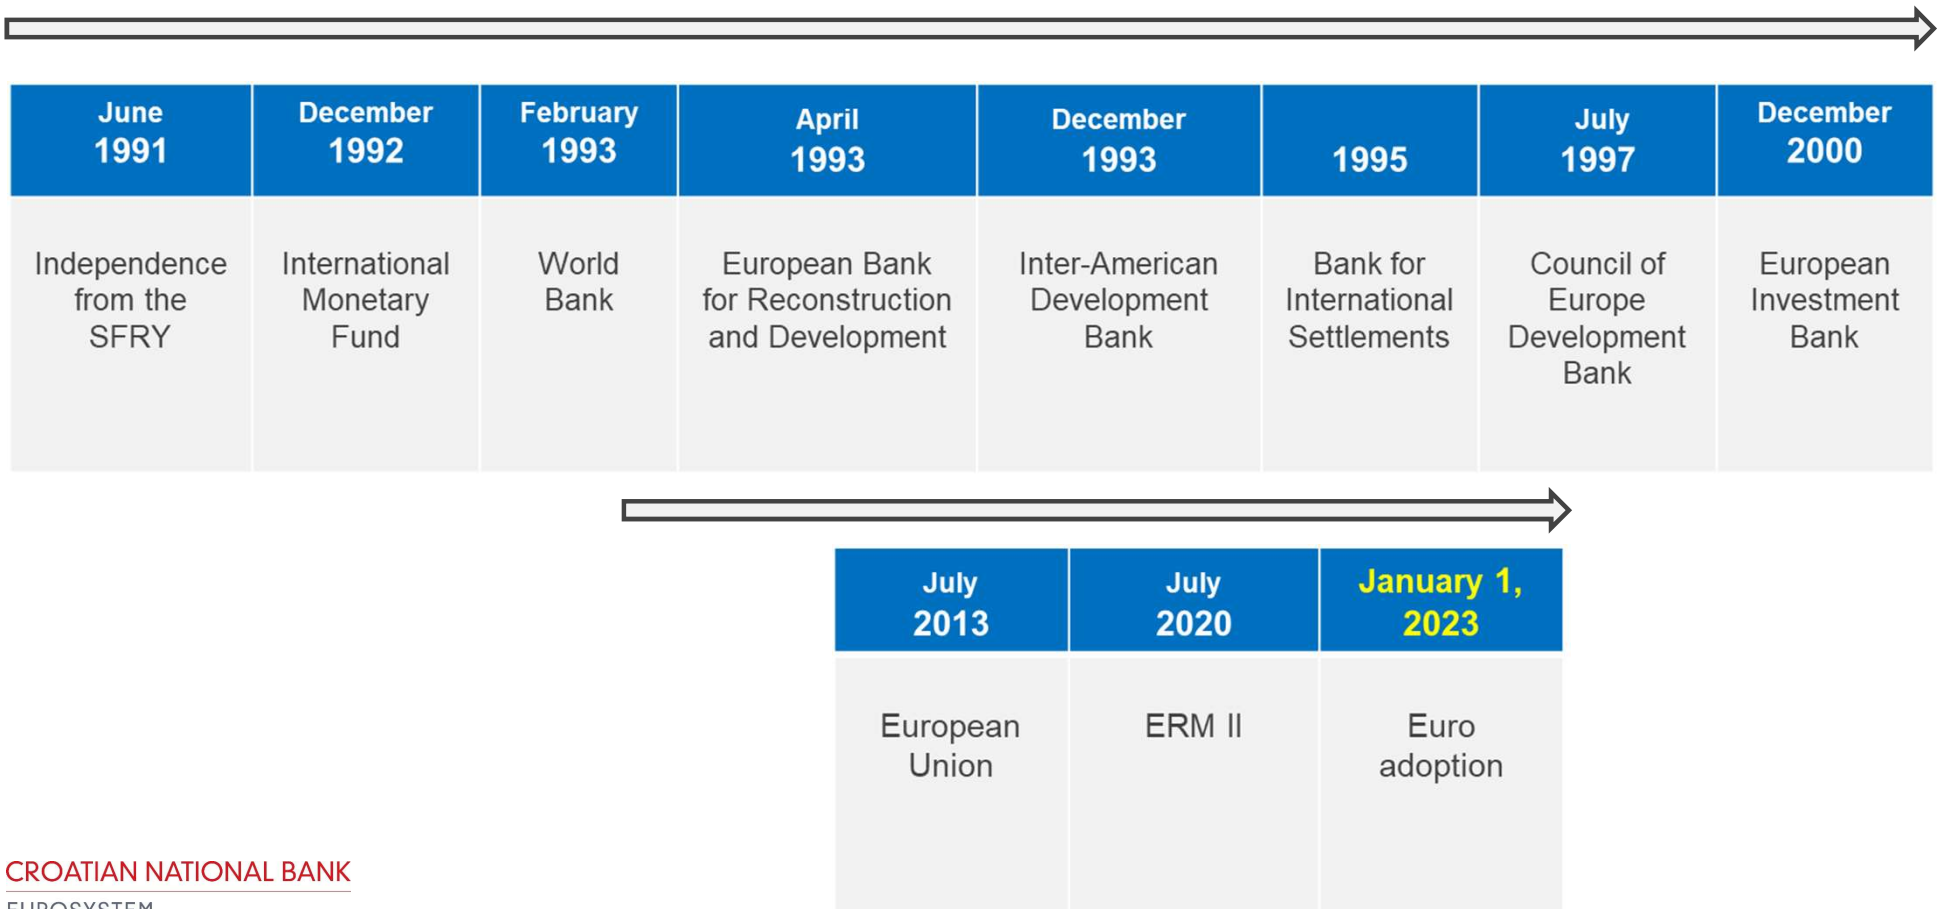 June
1991
December
1992
February
1993
April
1993
December
1993
1995
July
1997
December
2000
Independence
from the
SFRY
International
Monetary
Fund
World
Bank
European Bank
for Reconstruction
and Development
Inter-American
Development
Bank
Bank for
International
Settlements
Council of
Europe
Development
Bank
European
Investment
Bank
July
2013
July
2020
January 1,
2023
European
Union
ERM II
Euro
adoption
CROATIAN NATIONAL BANK
EUROSYSTEM